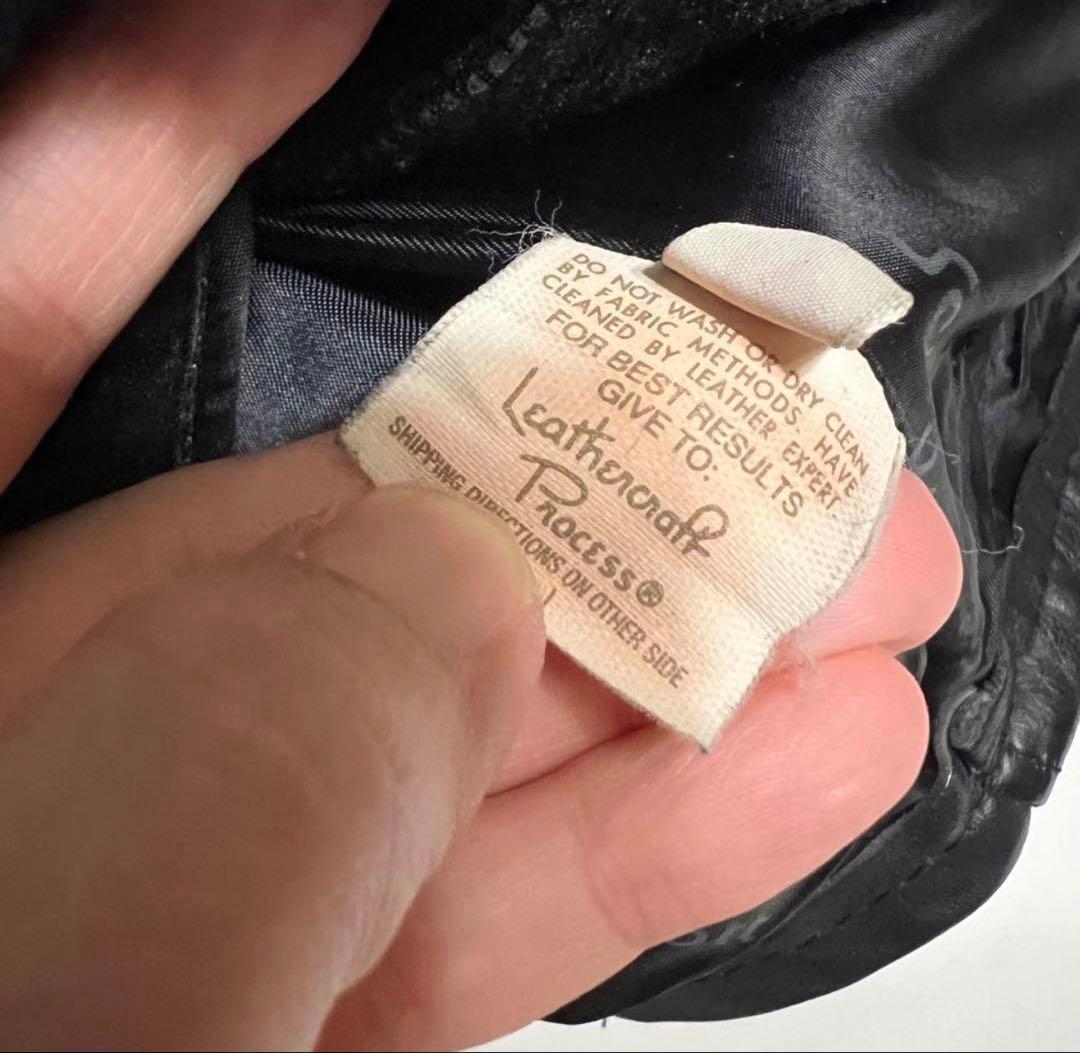 DO NOT WASH OR DRY CLEAN
BY FABRIC METHODS. HAVE
CLEANED BY LEATHER EXPERT.
FOR BEST RESULTS
GIVE TO:
Leathercraft
Process®
SHIPPING DIRECTIONS ON OTHER SIDE